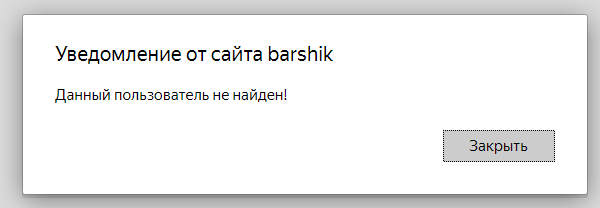 Уведомление от сайта barshik
Данный пользователь не найден!
Закрыть